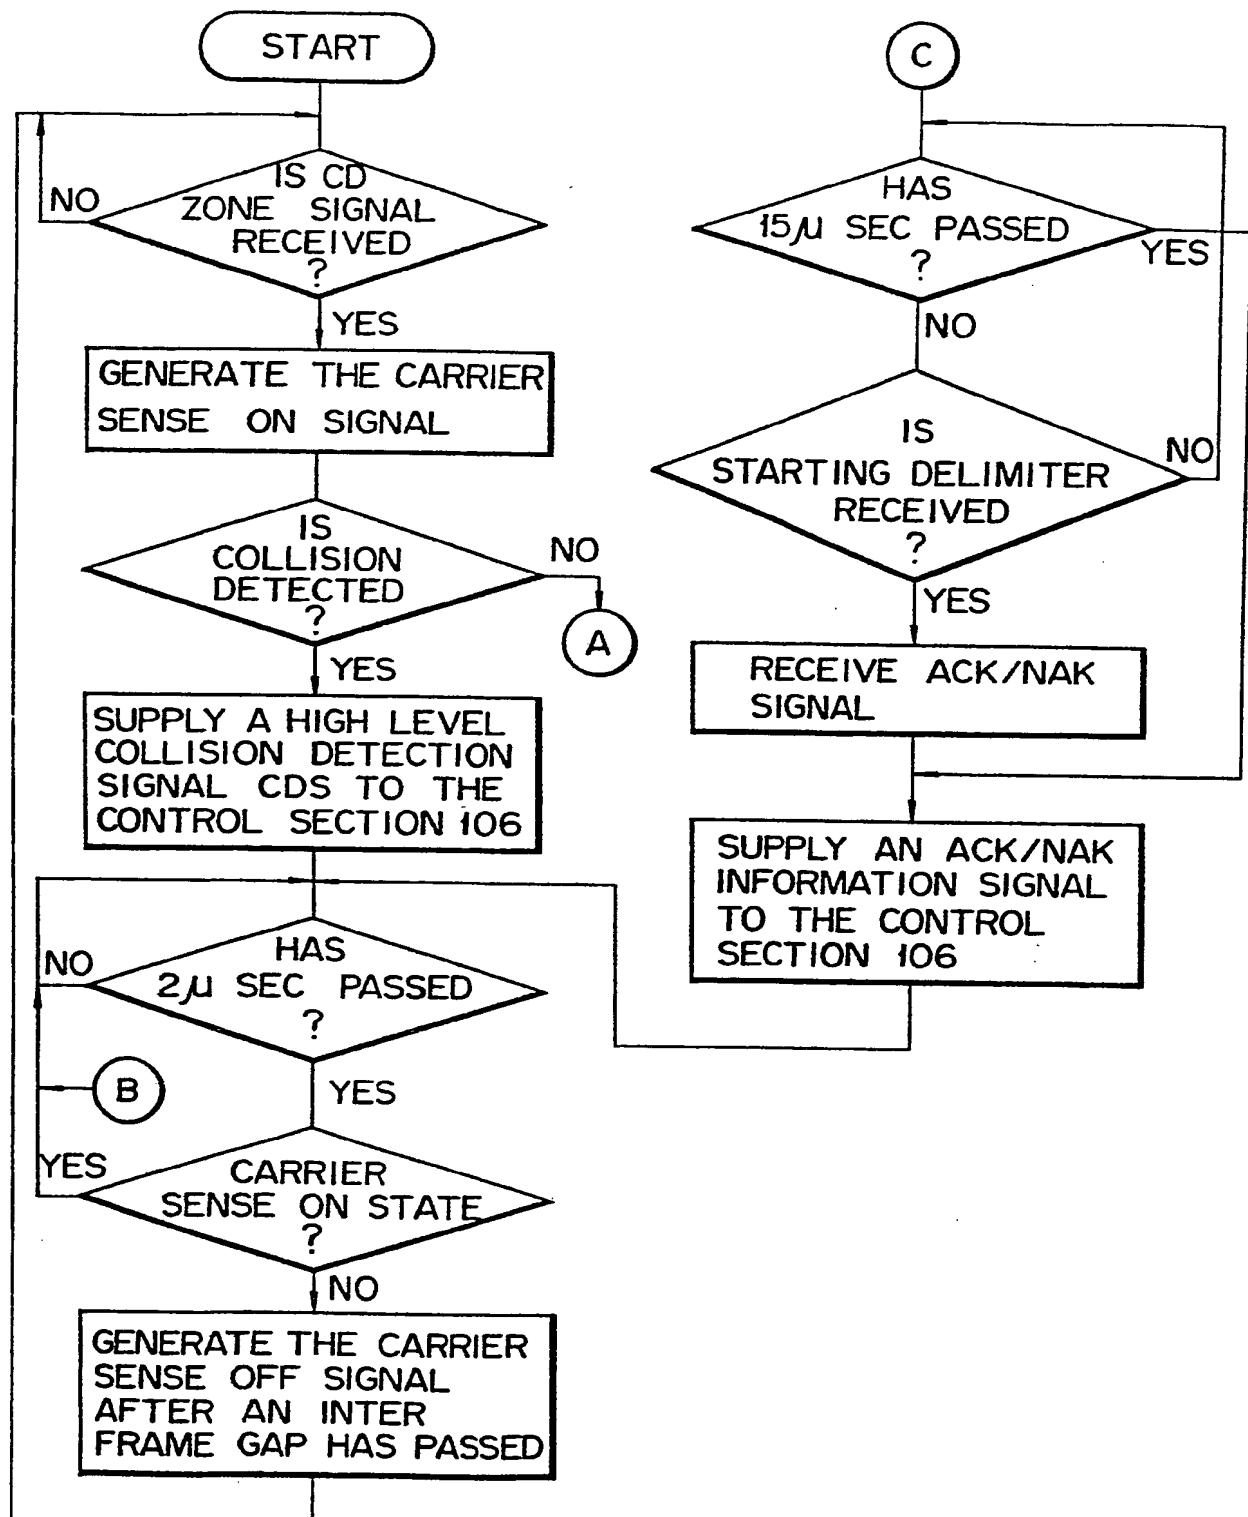 START
IS CD
ZONE SIGNAL
RECEIVED
?
NO
YES
GENERATE THE CARRIER
SENSE ON SIGNAL
IS
COLLISION
DETECTED
?
NO
A
YES
SUPPLY A HIGH LEVEL
COLLISION DETECTION
SIGNAL CDS TO THE
CONTROL SECTION 106
HAS
2μ SEC PASSED
?
NO
YES
B
CARRIER
SENSE ON STATE
?
YES
NO
GENERATE THE CARRIER
SENSE OFF SIGNAL
AFTER AN INTER
FRAME GAP HAS PASSED
C
HAS
15μ SEC PASSED
?
YES
NO
IS
STARTING DELIMITER
RECEIVED
?
NO
YES
RECEIVE ACK/NAK
SIGNAL
SUPPLY AN ACK/NAK
INFORMATION SIGNAL
TO THE CONTROL
SECTION 106